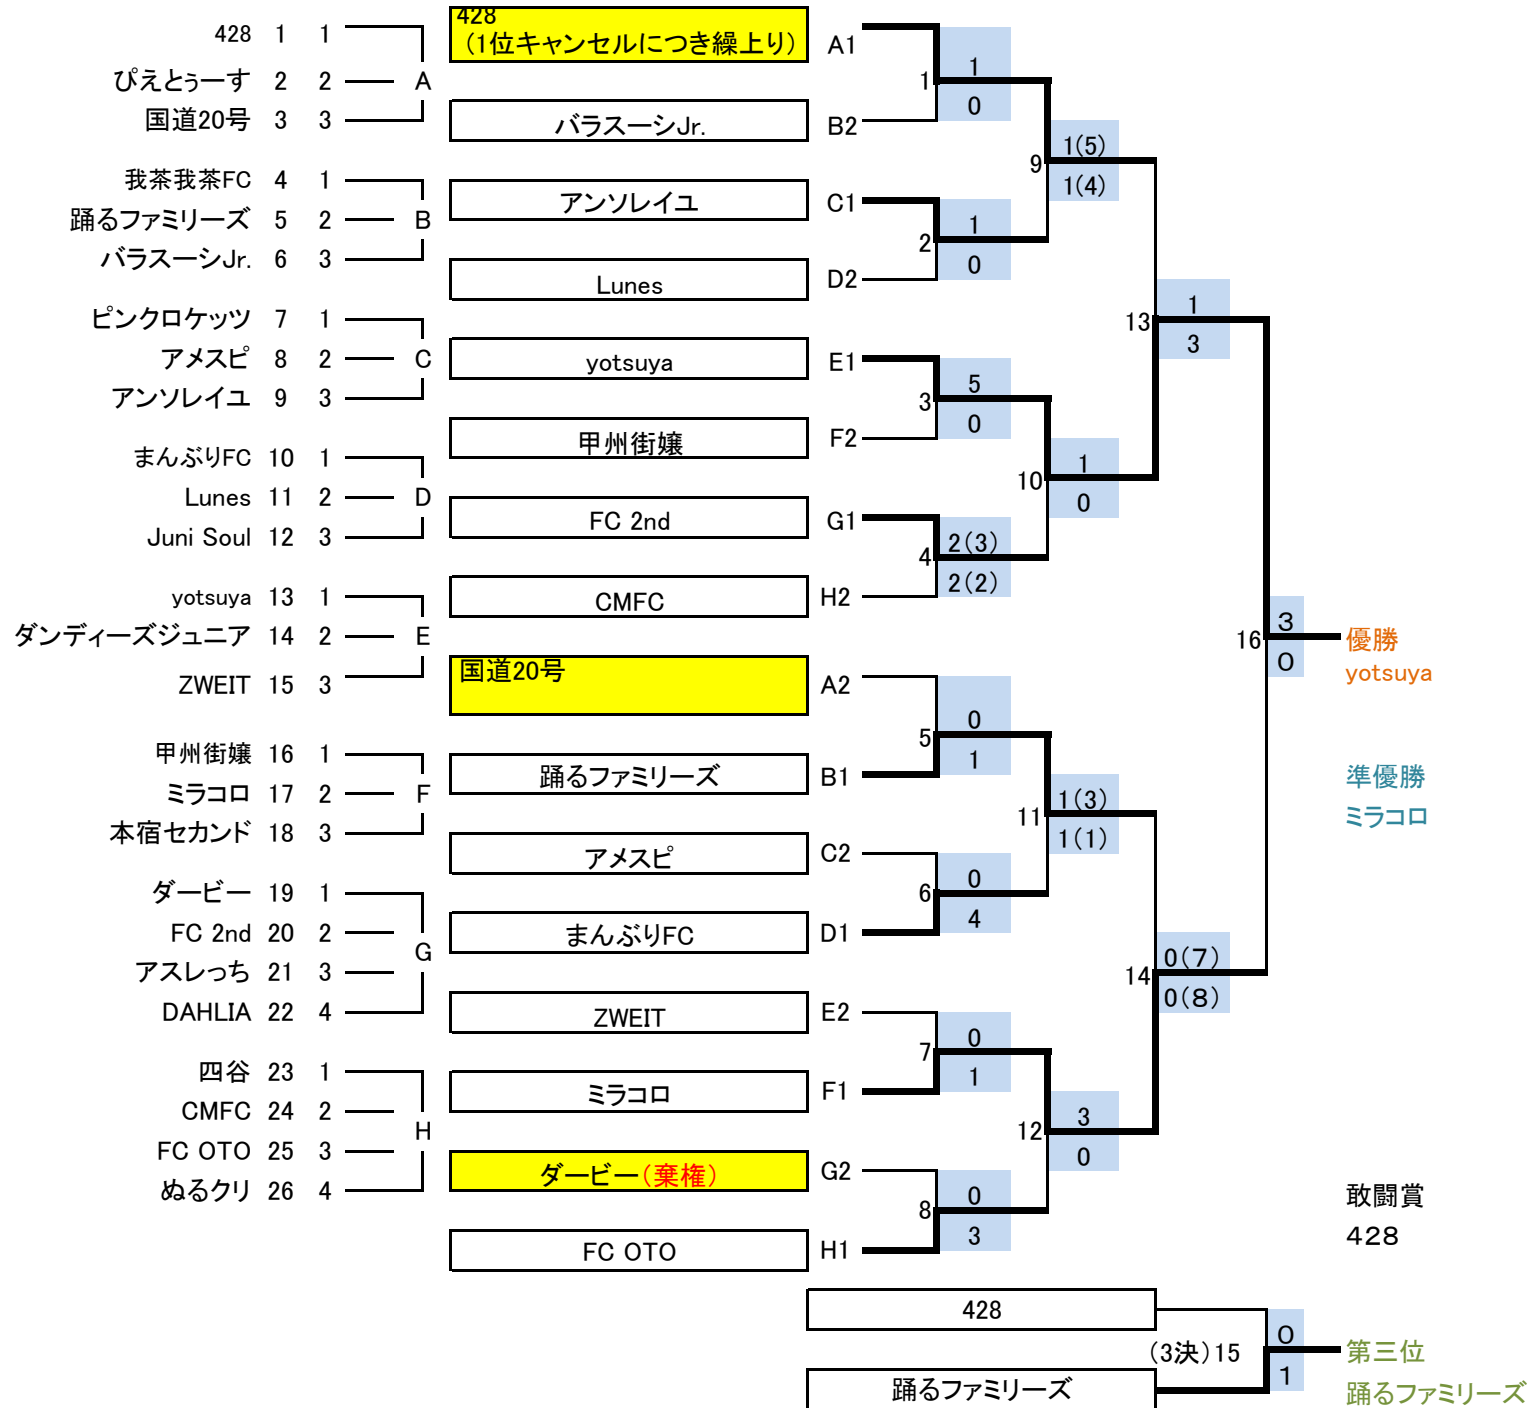 428 1 1
ぴえとぅーす 2 2 A
国道20号 3 3
我茶我茶FC 4 1
踊るファミリーズ 5 2 B
バラスーシJr. 6 3
ピンクロケッツ 7 1
アメスピ 8 2 C
アンソレイユ 9 3
まんぶりFC 10 1
Lunes 11 2 D
Juni Soul 12 3
yotsuya 13 1
ダンディーズジュニア 14 2 E
ZWEIT 15 3
甲州街嬢 16 1
ミラコロ 17 2 F
本宿セカンド 18 3
ダービー 19 1
FC 2nd 20 2
G
アスレっち 21 3
DAHLIA 22 4
四谷 23 1
CMFC 24 2
H
FC OTO 25 3
ぬるクリ 26 4
428
(1位キャンセルにつき繰上り) A1
バラスーシJr. B2
アンソレイユ C1
Lunes D2
yotsuya E1
甲州街嬢 F2
FC 2nd G1
CMFC H2
国道20号 A2
踊るファミリーズ B1
アメスピ C2
まんぶりFC D1
ZWEIT E2
ミラコロ F1
ダービー(棄権) G2
FC OTO H1
1
1
0
2
1
0
3
5
0
4
2(3)
2(2)
5
0
1
6
0
4
7
0
1
8
0
3
9
1(5)
1(4)
10
1
0
11
1(3)
1(1)
12
3
0
13
1
3
14
0(7)
0(8)
16
3
0
優勝
yotsuya
準優勝
ミラコロ
敢闘賞
428
428
(3決)15
踊るファミリーズ
0
1
第三位
踊るファミリーズ